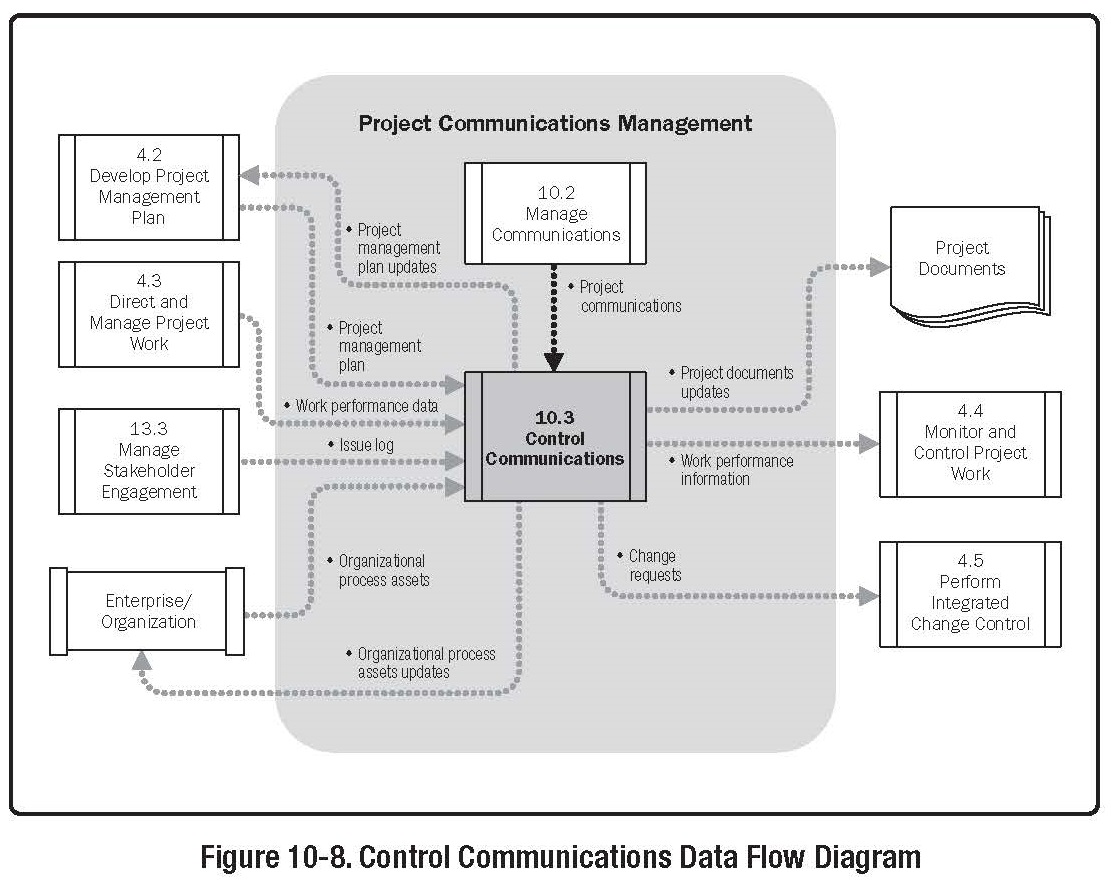 Project Communications Management
4.2
Develop Project
Management
Plan
10.2
Manage
Communications
• Project
management
plan updates
Project
Documents
4.3
Direct and
Manage Project
Work
• Project
communications
• Project
management
plan
• Project documents
updates
• Work performance data
13.3
Manage
Stakeholder
Engagement
• Issue log
10.3
Control
Communications
4.4
Monitor and
Control Project
Work
• Work performance
information
• Organizational
process assets
• Change
requests
4.5
Perform
Integrated
Change Control
Enterprise/
Organization
• Organizational process
assets updates
Figure 10-8. Control Communications Data Flow Diagram